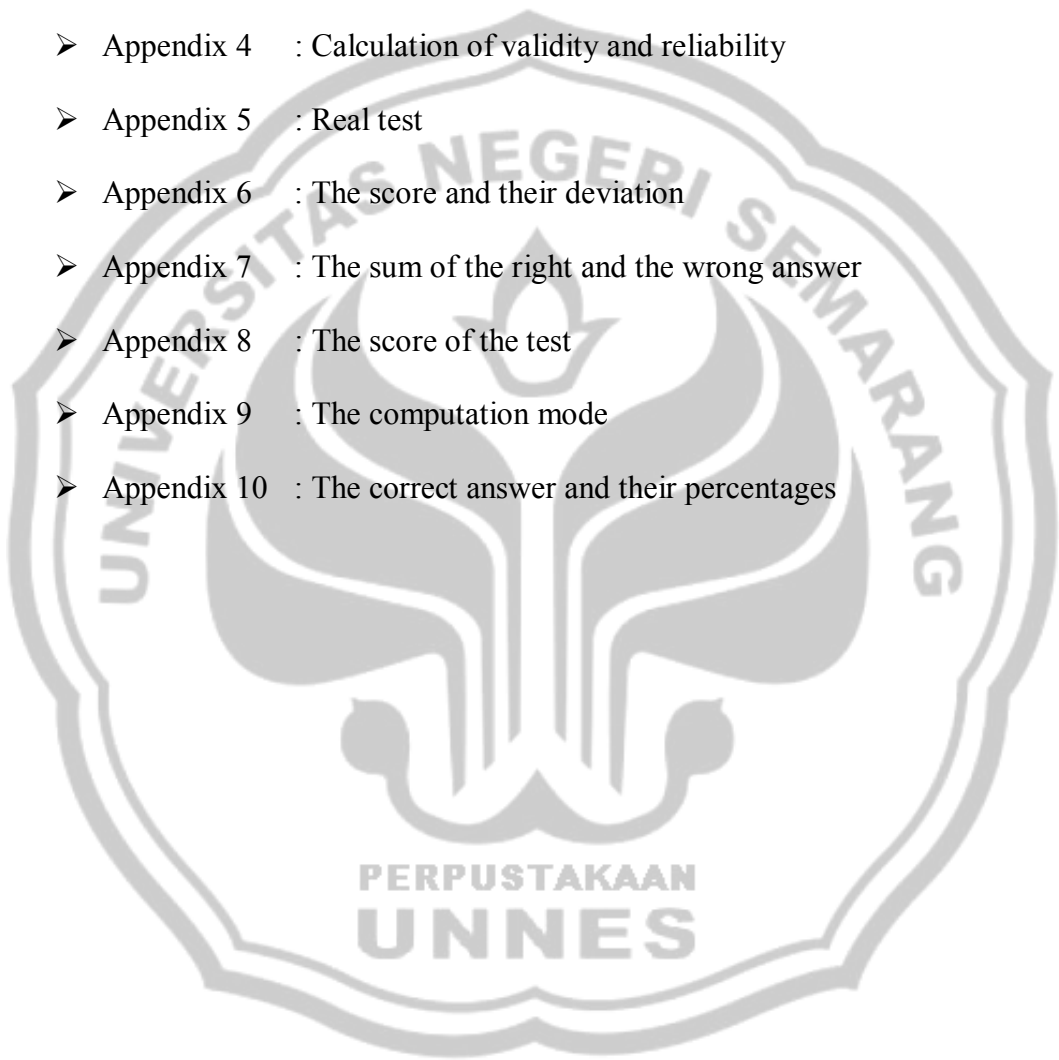 ➢ Appendix 4 : Calculation of validity and reliability
➢ Appendix 5 : Real test
➢ Appendix 6 : The score and their deviation
➢ Appendix 7 : The sum of the right and the wrong answer
➢ Appendix 8 : The score of the test
➢ Appendix 9 : The computation mode
➢ Appendix 10 : The correct answer and their percentages
UNIVERSITAS NEGERI SEMARANG
PERPUSTAKAAN
UNNES